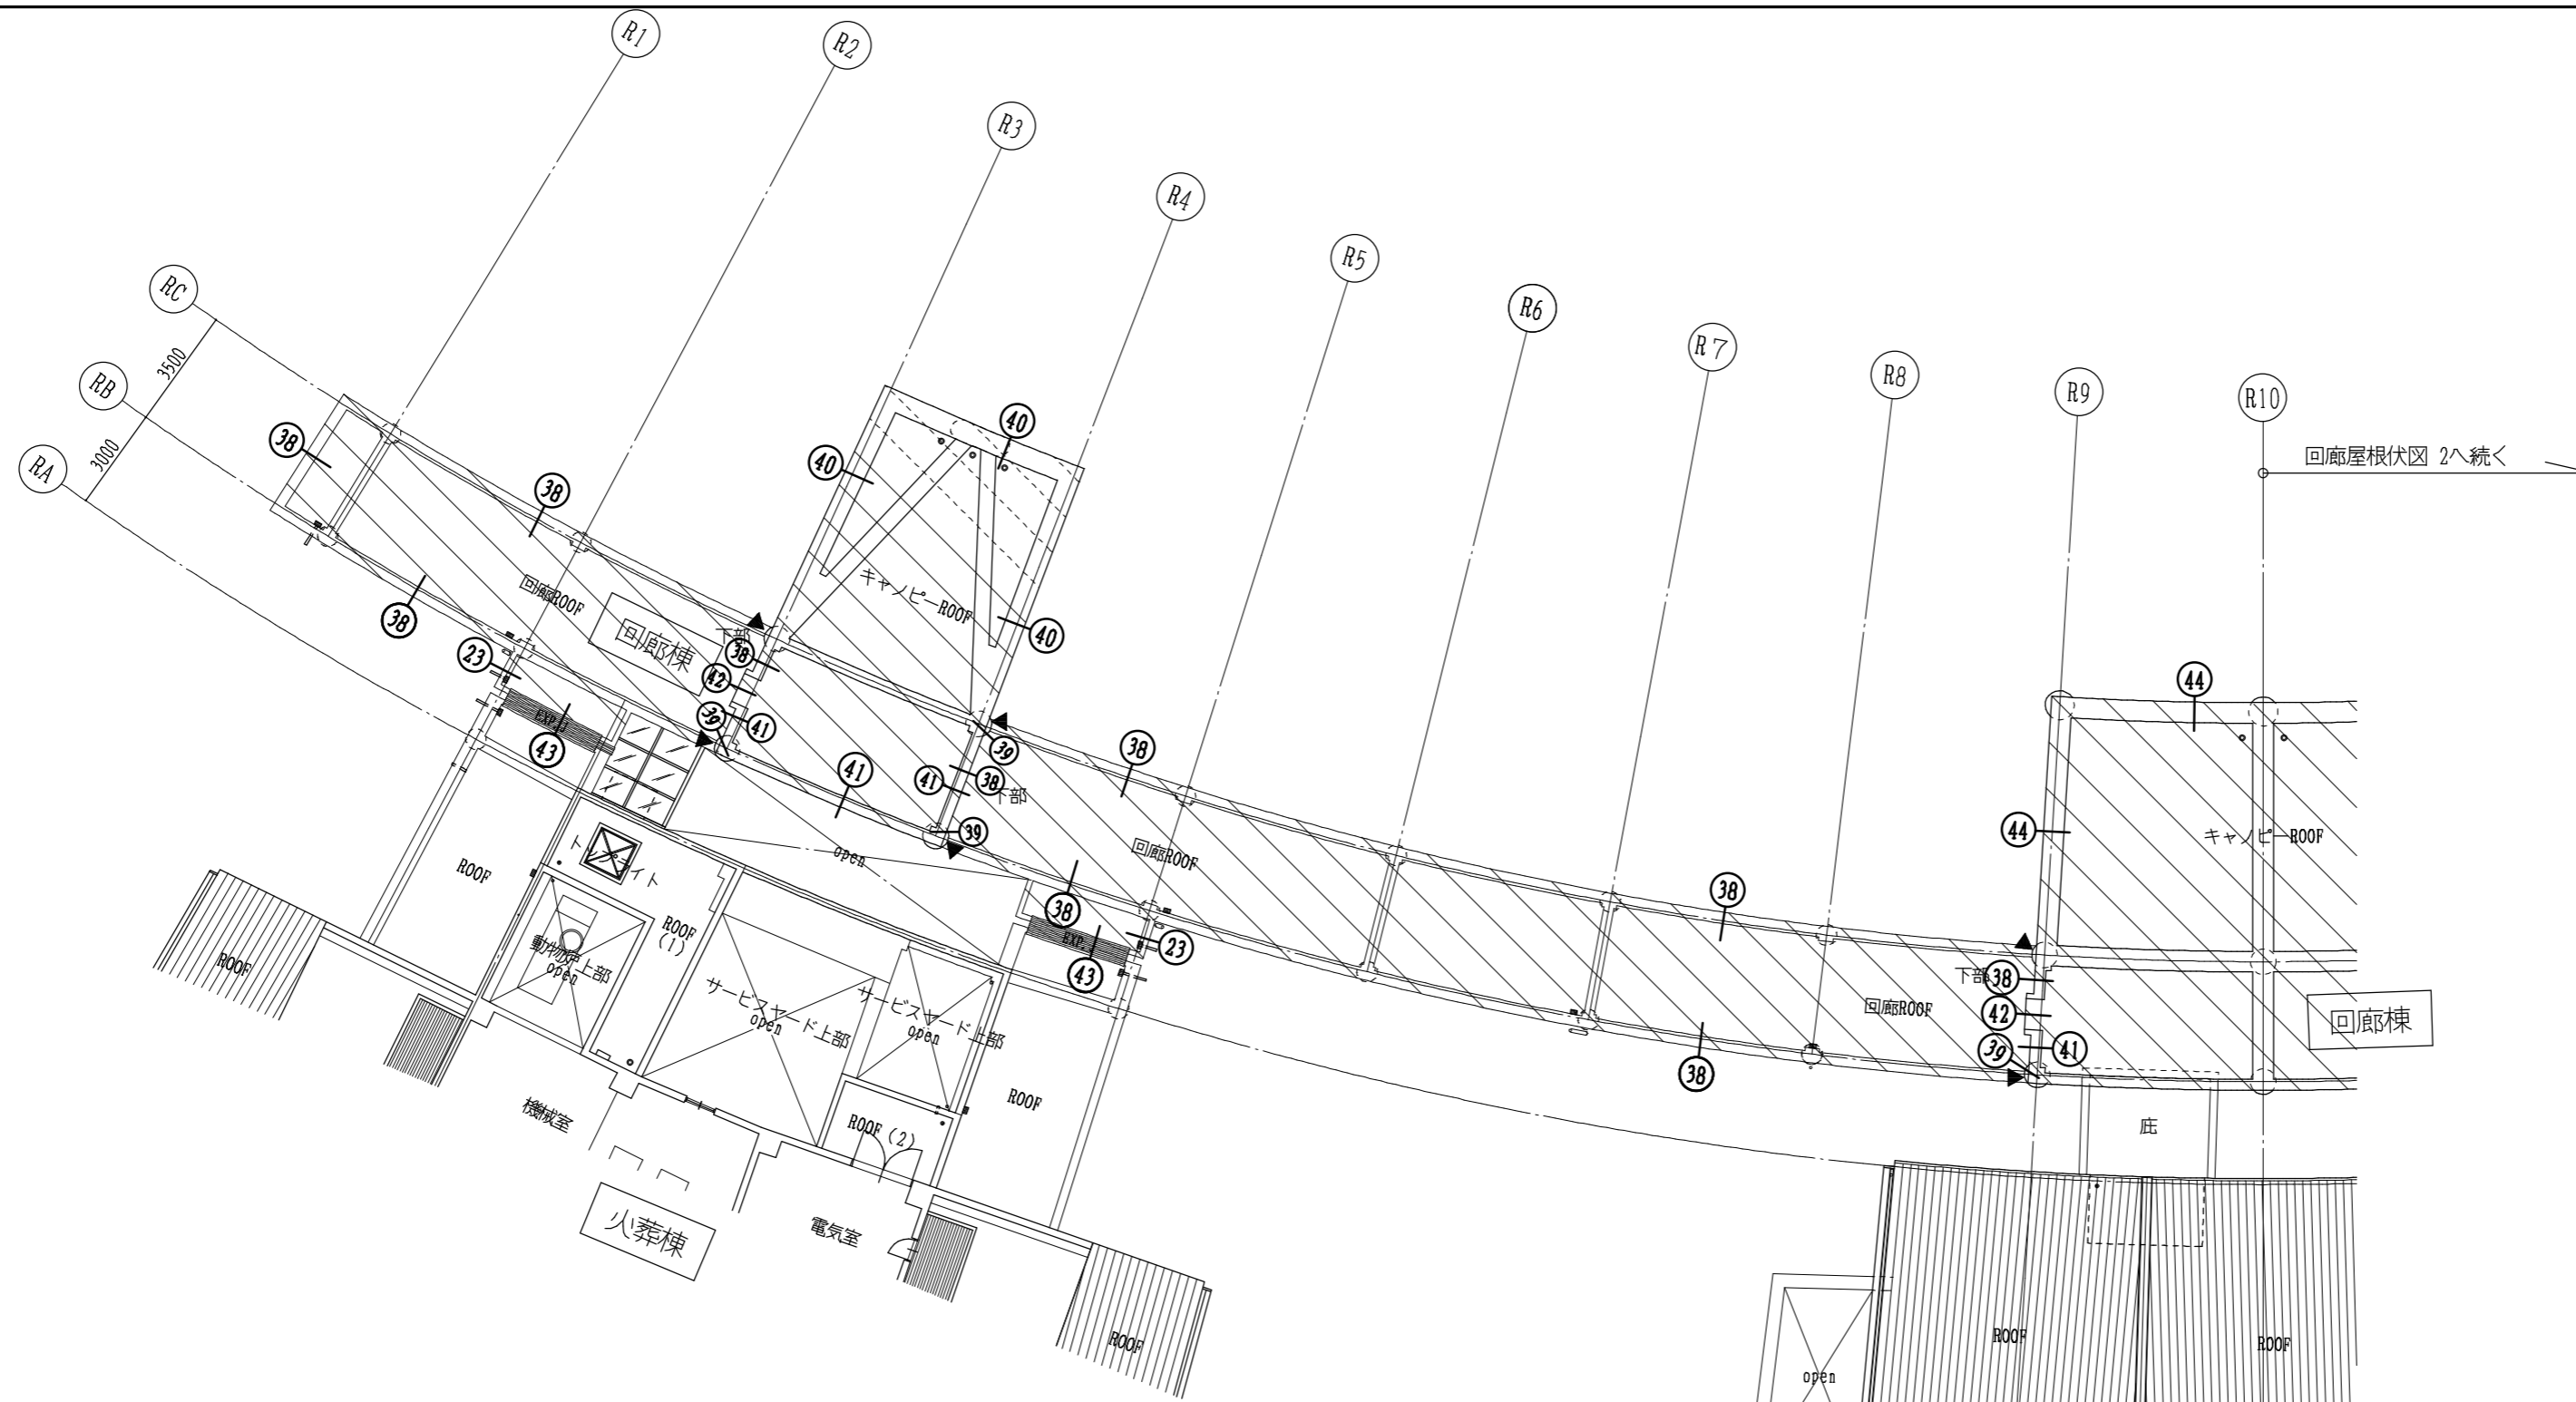 R1
R2
R3
R4
R5
R6
R7
R8
R9
R10
RC
RB
RA
3500
3000
回廊屋根伏図 2へ続く
38
38
38
40
40
40
キャノピーROOF
回廊ROOF
回廊棟
下部
38
42
39
41
23
EXP.J
43
41
41
38
39
下部
39
38
回廊ROOF
open
38
23
EXP.J
43
トップライト
ROOF
ROOF
(1)
動物炉上部
open
サービスヤード上部
open
サービスヤード上部
open
ROOF
ROOF
ROOF (2)
機械室
火葬棟
電気室
ROOF
38
38
回廊ROOF
下部
38
42
39
41
44
44
キャノピーROOF
回廊棟
庇
ROOF
ROOF
open